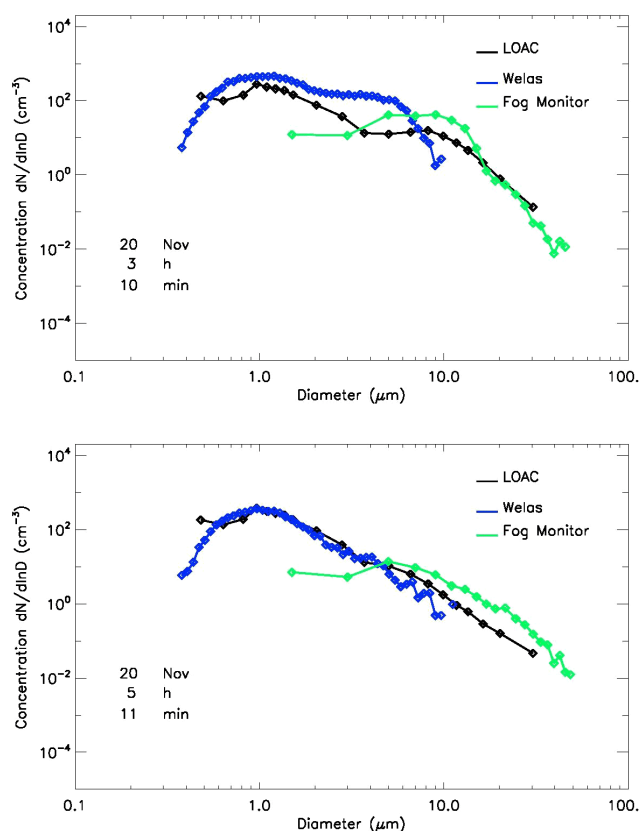 10⁴
10²
10⁰
10⁻²
10⁻⁴
Concentration dN/dlnD (cm⁻³)
LOAC
Welas
Fog Monitor
20 Nov
3 h
10 min
0.1 1.0 10.0 100.
Diameter (μm)
10⁴
10²
10⁰
10⁻²
10⁻⁴
Concentration dN/dlnD (cm⁻³)
LOAC
Welas
Fog Monitor
20 Nov
5 h
11 min
0.1 1.0 10.0 100.
Diameter (μm)